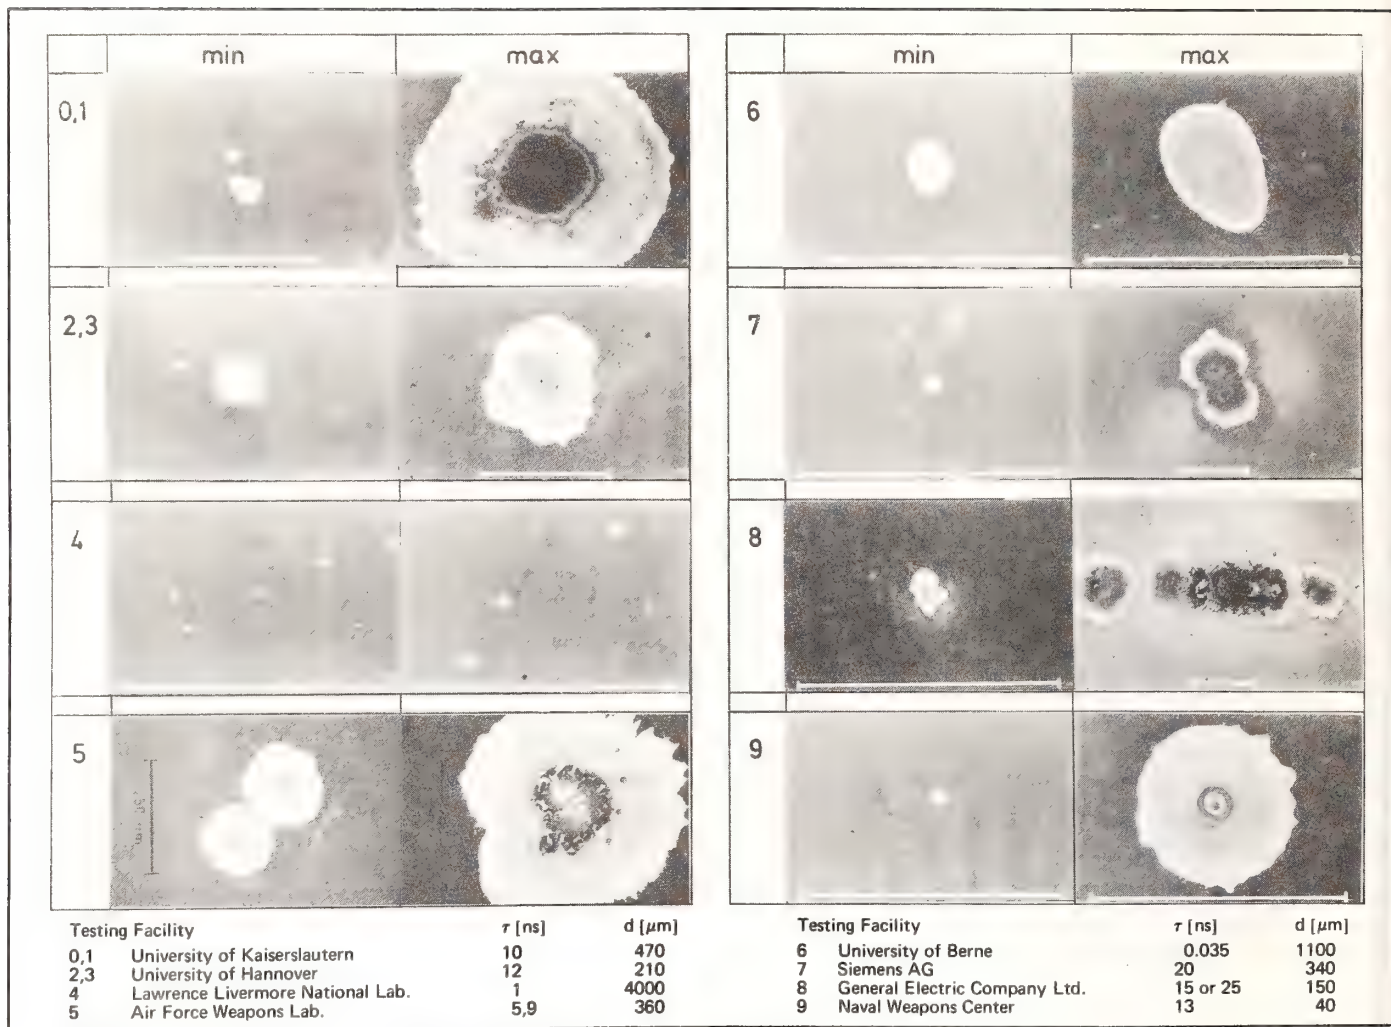 min max
0,1
2,3
4
5
Testing Facility τ [ns] d [μm]
0,1 University of Kaiserslautern 10 470
2,3 University of Hannover 12 210
4 Lawrence Livermore National Lab. 1 4000
5 Air Force Weapons Lab. 5,9 360
min max
6
7
8
9
Testing Facility τ [ns] d [μm]
6 University of Berne 0.035 1100
7 Siemens AG 20 340
8 General Electric Company Ltd. 15 or 25 150
9 Naval Weapons Center 13 40